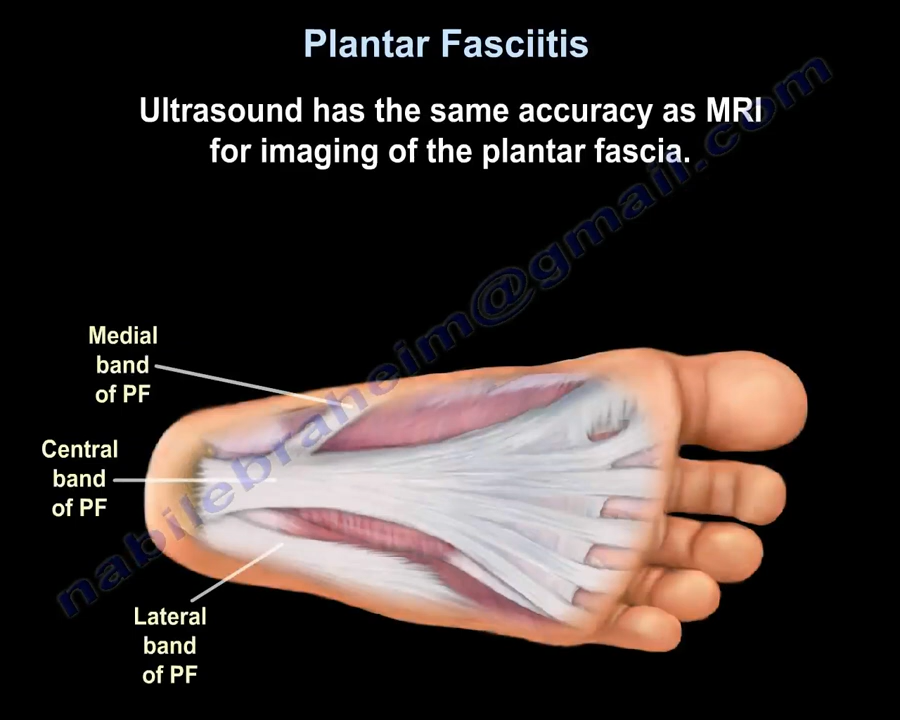 Plantar Fasciitis
Ultrasound has the same accuracy as MRI
for imaging of the plantar fascia.
Medial
band
of PF
Central
band
of PF
Lateral
band
of PF
nabilebraheim@gmail.com